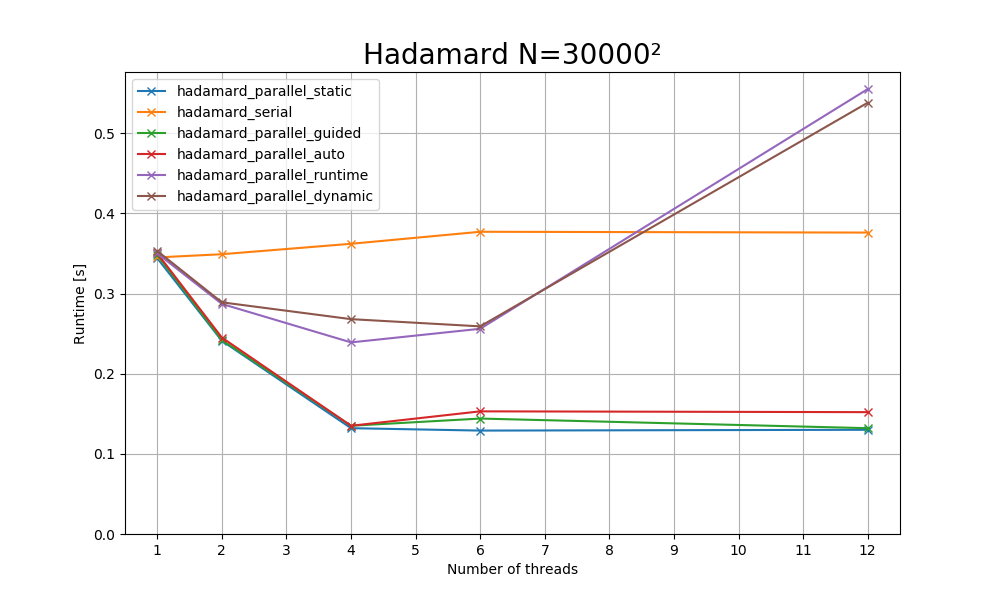 Hadamard N=30000²
hadamard_parallel_static
hadamard_serial
hadamard_parallel_guided
hadamard_parallel_auto
hadamard_parallel_runtime
hadamard_parallel_dynamic
Runtime [s]
0.5
0.4
0.3
0.2
0.1
0.0
1 2 3 4 5 6 7 8 9 10 11 12
Number of threads